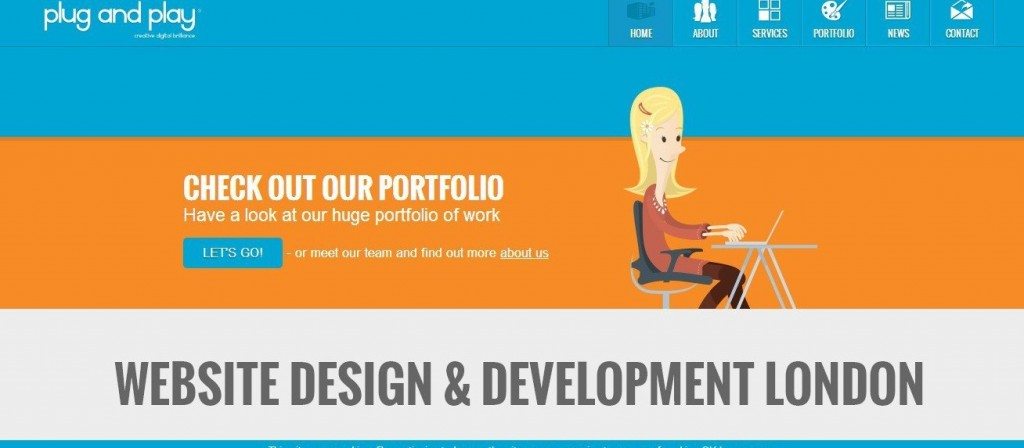 plug and play®
creative digital brilliance
HOME ABOUT SERVICES PORTFOLIO NEWS CONTACT
CHECK OUT OUR PORTFOLIO
Have a look at our huge portfolio of work
LET'S GO! - or meet our team and find out more about us
WEBSITE DESIGN & DEVELOPMENT LONDON